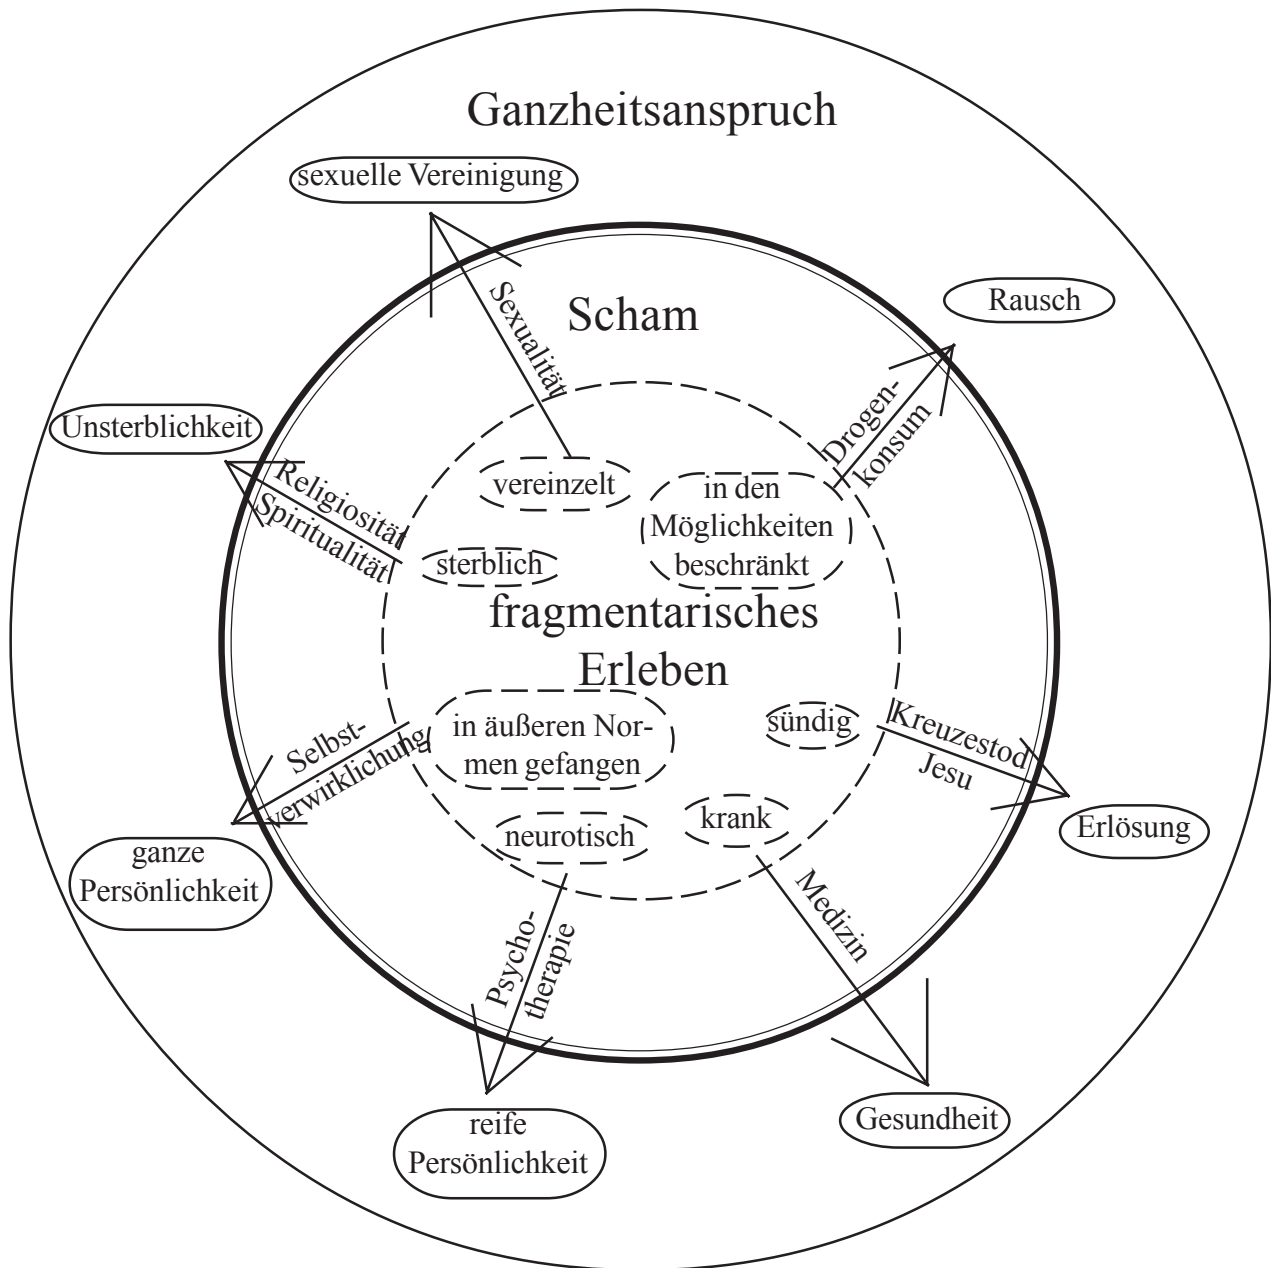 Ganzheitsanspruch
sexuelle Vereinigung
Rausch
Sexualität
Scham
Drogen-
konsum
Unsterblichkeit
Religiosität
Spiritualität
vereinzelt
in den
Möglichkeiten
beschränkt
sterblich
fragmentarisches
Erleben
in äußeren Nor-
men gefangen
sündig
Kreuzestod
Jesu
Selbst-
verwirklichung
neurotisch
krank
Erlösung
ganze
Persönlichkeit
Psycho-
therapie
Medizin
reife
Persönlichkeit
Gesundheit